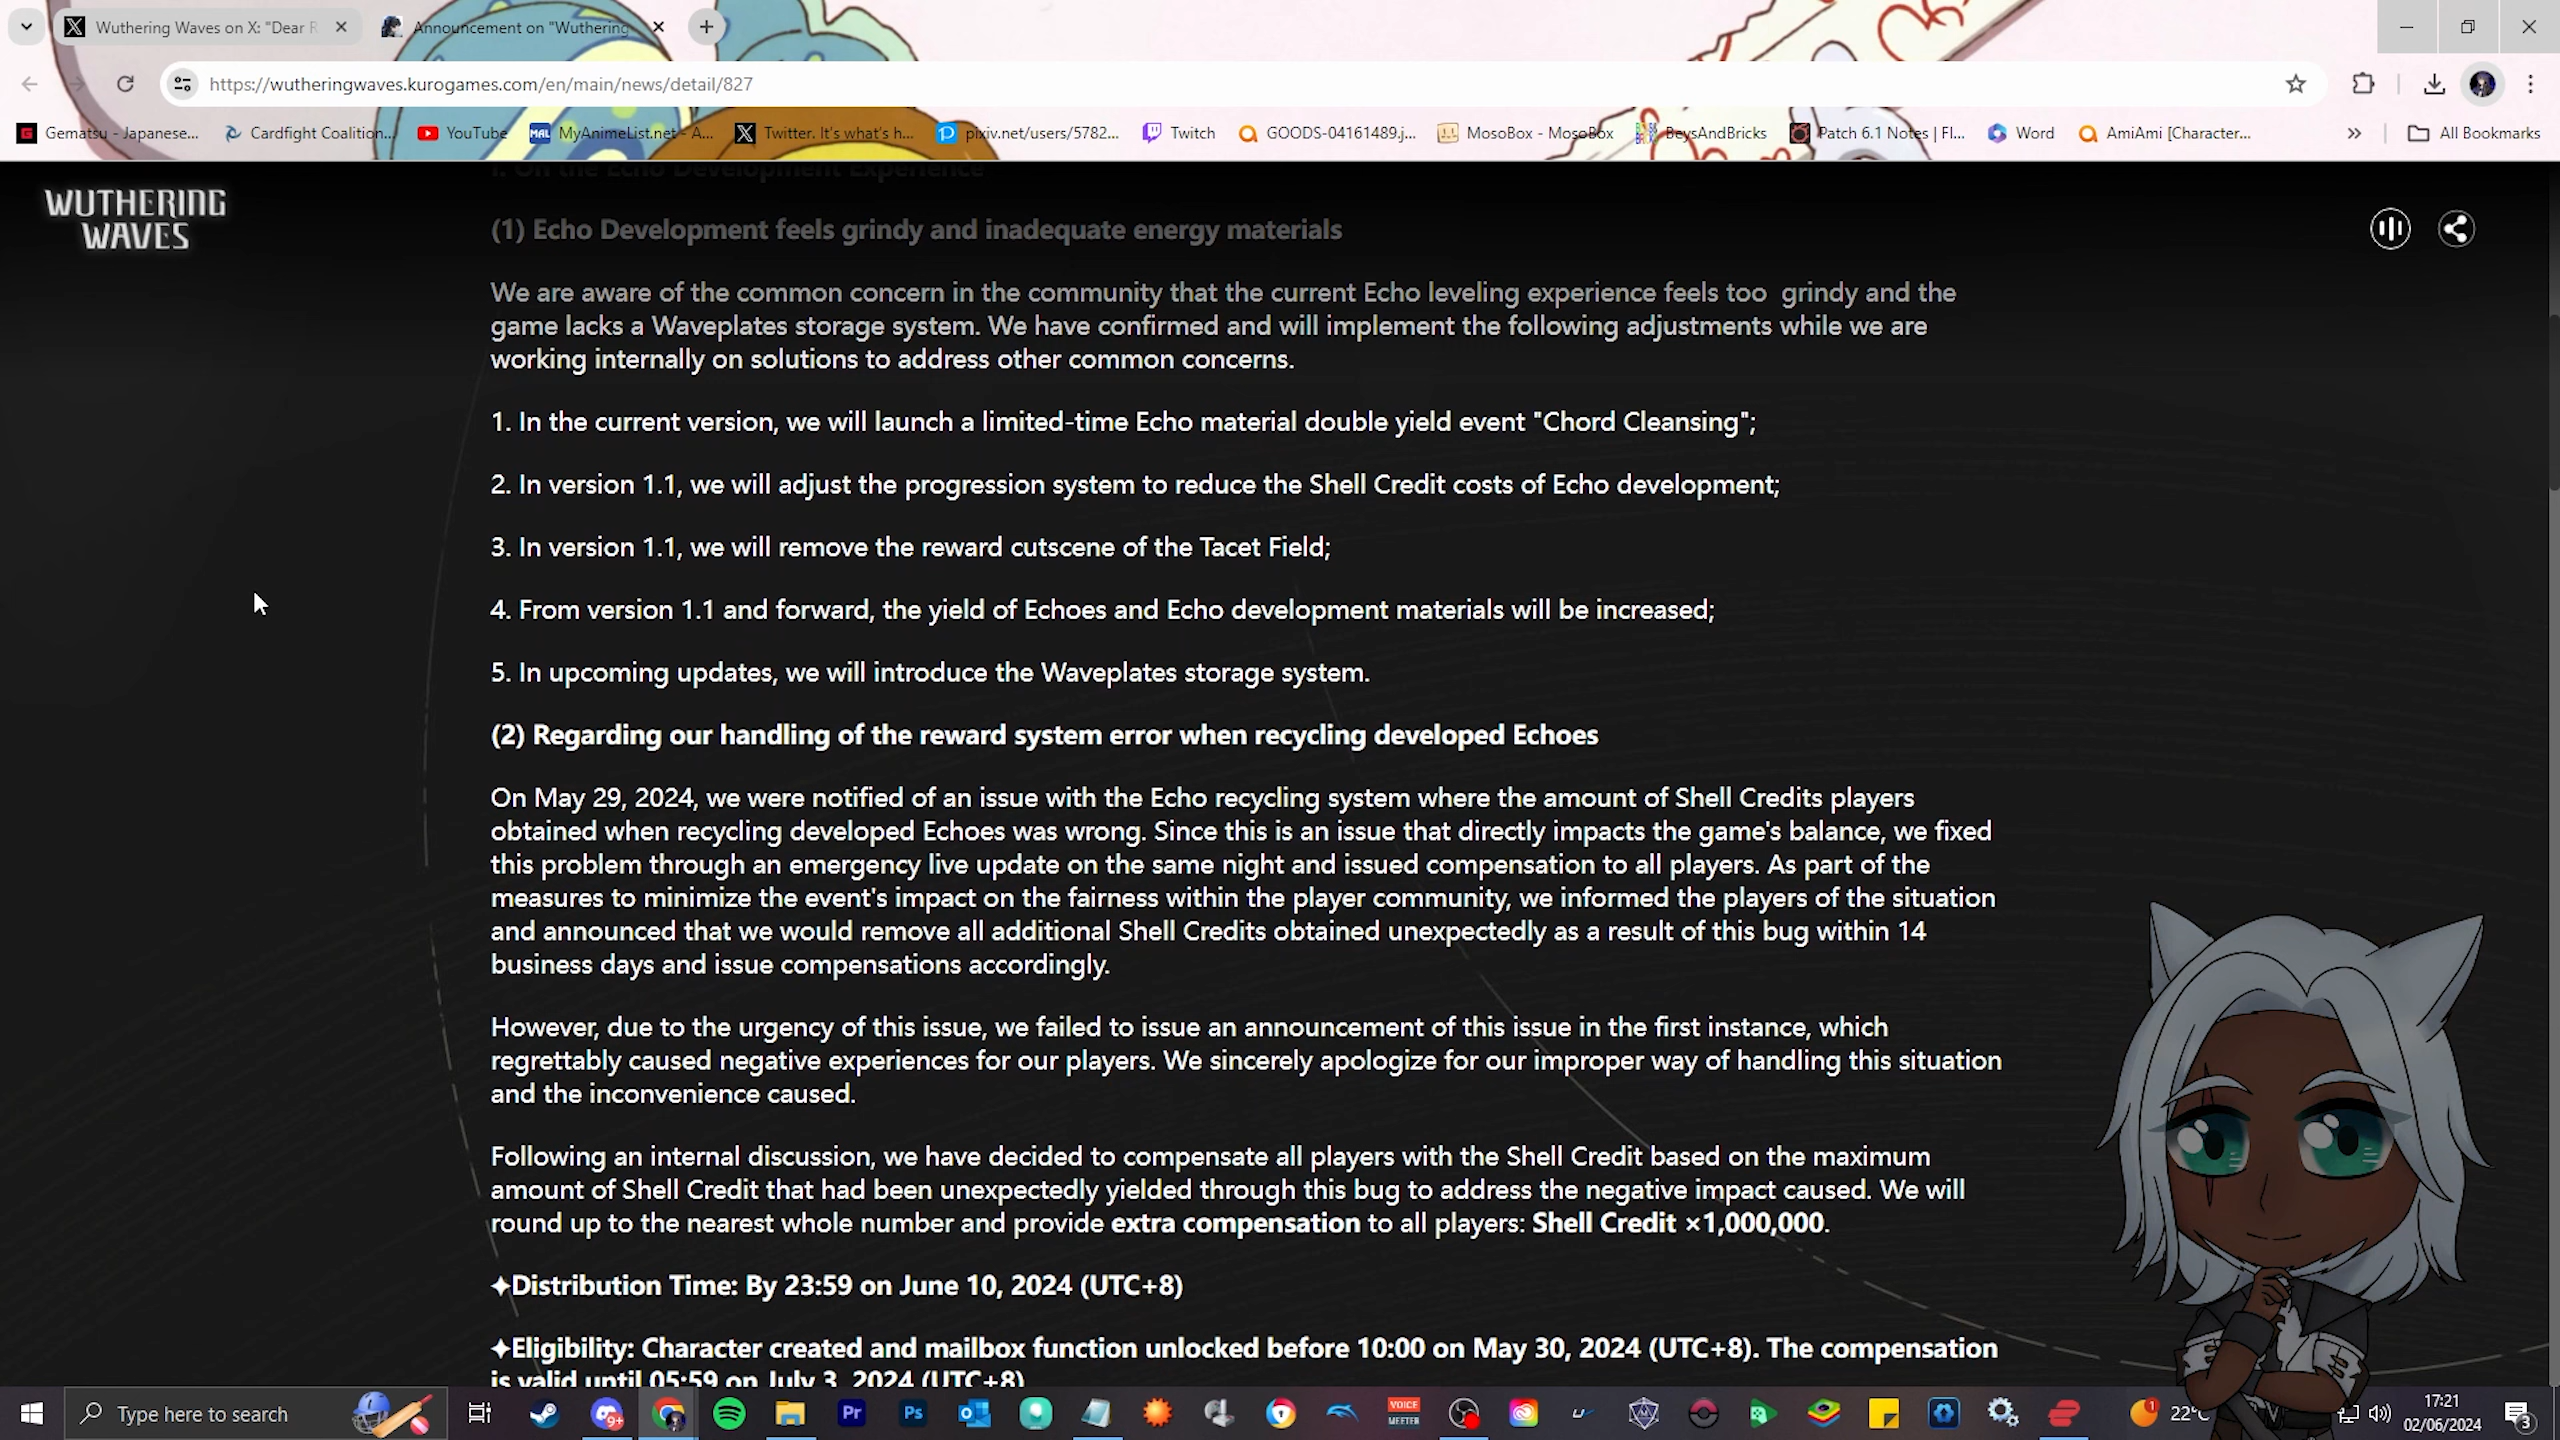 Wuthering Waves on X: "Dear R
Announcement on "Wuthering
https://wutheringwaves.kurogames.com/en/main/news/detail/827
Gematsu - Japanese...
Cardfight Coalition...
YouTube
MyAnimeList.net - A...
Twitter. It's what's h...
pixiv.net/users/5782...
Twitch
GOODS-04161489.j...
MosoBox - MosoBox
BeysAndBricks
Patch 6.1 Notes | Fl...
Word
AmiAmi [Character...
All Bookmarks
WUTHERING
WAVES
I. On the Echo Development Experience
(1) Echo Development feels grindy and inadequate energy materials
We are aware of the common concern in the community that the current Echo leveling experience feels too  grindy and the
game lacks a Waveplates storage system. We have confirmed and will implement the following adjustments while we are
working internally on solutions to address other common concerns.
1. In the current version, we will launch a limited-time Echo material double yield event "Chord Cleansing";
2. In version 1.1, we will adjust the progression system to reduce the Shell Credit costs of Echo development;
3. In version 1.1, we will remove the reward cutscene of the Tacet Field;
4. From version 1.1 and forward, the yield of Echoes and Echo development materials will be increased;
5. In upcoming updates, we will introduce the Waveplates storage system.
(2) Regarding our handling of the reward system error when recycling developed Echoes
On May 29, 2024, we were notified of an issue with the Echo recycling system where the amount of Shell Credits players
obtained when recycling developed Echoes was wrong. Since this is an issue that directly impacts the game's balance, we fixed
this problem through an emergency live update on the same night and issued compensation to all players. As part of the
measures to minimize the event's impact on the fairness within the player community, we informed the players of the situation
and announced that we would remove all additional Shell Credits obtained unexpectedly as a result of this bug within 14
business days and issue compensations accordingly.
However, due to the urgency of this issue, we failed to issue an announcement of this issue in the first instance, which
regrettably caused negative experiences for our players. We sincerely apologize for our improper way of handling this situation
and the inconvenience caused.
Following an internal discussion, we have decided to compensate all players with the Shell Credit based on the maximum
amount of Shell Credit that had been unexpectedly yielded through this bug to address the negative impact caused. We will
round up to the nearest whole number and provide extra compensation to all players: Shell Credit ×1,000,000.
✦Distribution Time: By 23:59 on June 10, 2024 (UTC+8)
✦Eligibility: Character created and mailbox function unlocked before 10:00 on May 30, 2024 (UTC+8). The compensation
is valid until 05:59 on July 3, 2024 (UTC+8)
Type here to search
9+
Pr
Ps
VOICE
MEETER
1
22°C
17:21
02/06/2024
3